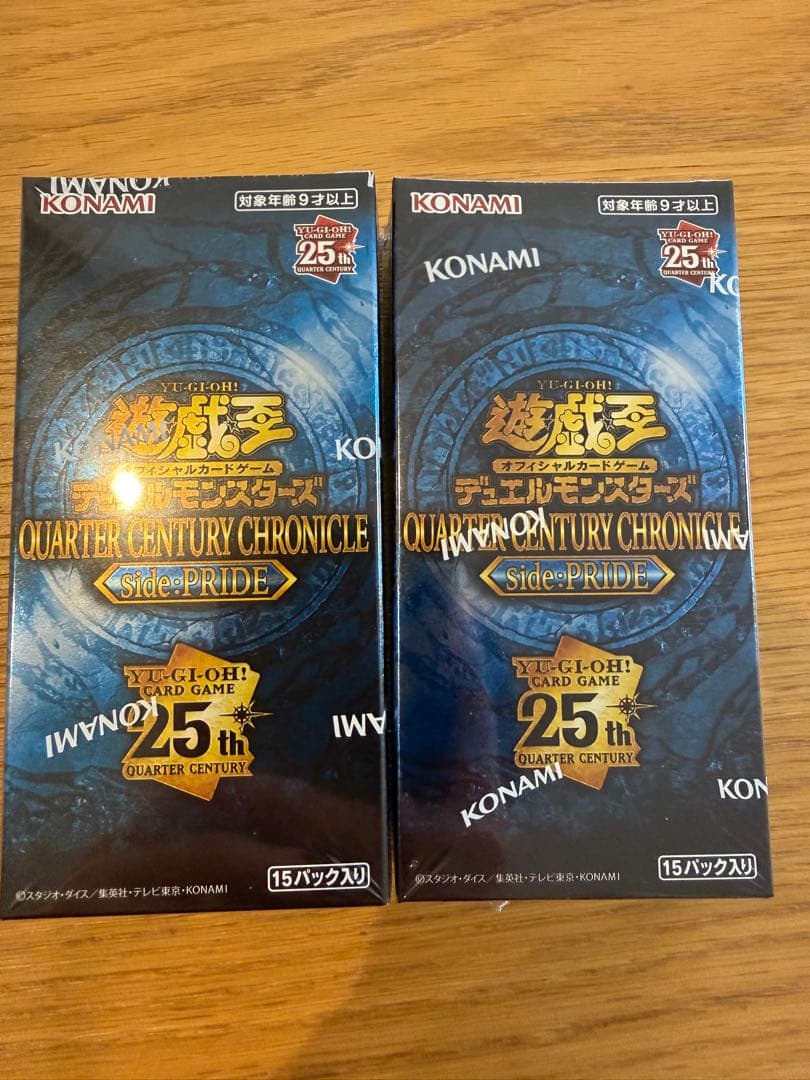 KONAMI
対象年齢9才以上
YU-GI-OH!
CARD GAME
25th
QUARTER CENTURY
YU-GI-OH!
遊☆戯☆王
オフィシャルカードゲーム
デュエルモンスターズ
QUARTER CENTURY CHRONICLE
side:PRIDE
YU-GI-OH!
CARD GAME
25th
QUARTER CENTURY
©スタジオ・ダイス/集英社・テレビ東京・KONAMI
15パック入り
KONAMI
KONAMI
KONAMI
KO
KONAMI
対象年齢9才以上
YU-GI-OH!
CARD GAME
25th
QUARTER CENTURY
YU-GI-OH!
遊☆戯☆王
オフィシャルカードゲーム
デュエルモンスターズ
QUARTER CENTURY CHRONICLE
side:PRIDE
YU-GI-OH!
CARD GAME
25th
QUARTER CENTURY
©スタジオ・ダイス/集英社・テレビ東京・KONAMI
15パック入り
KONAMI
KONAMI
KONAMI
KON